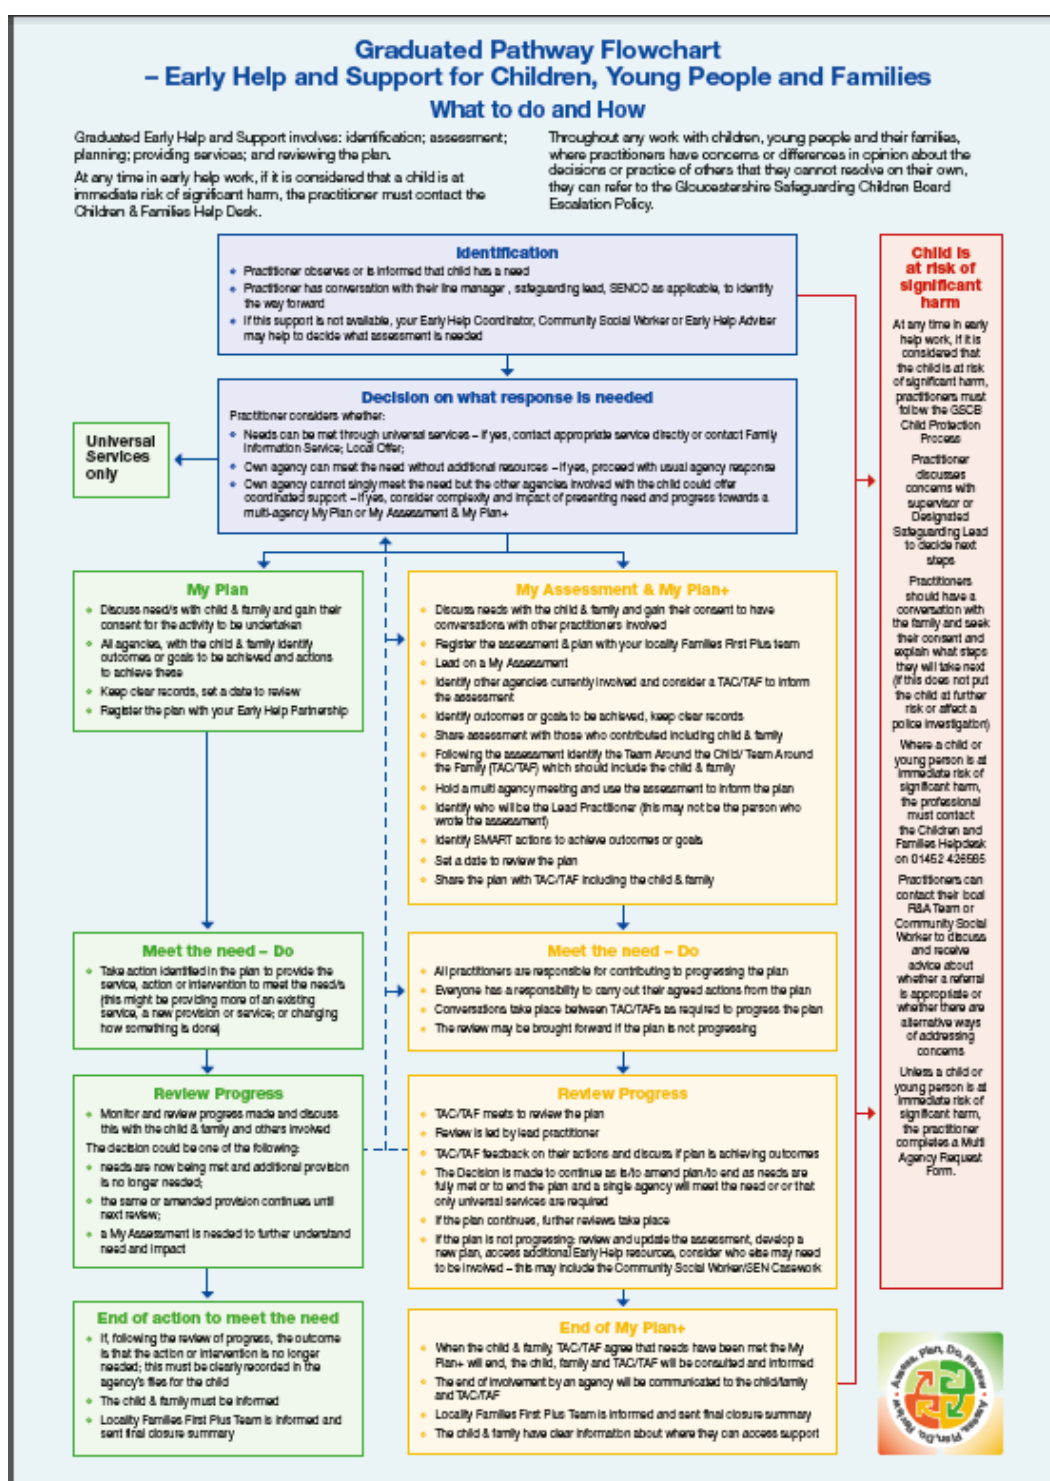 Graduated Pathway Flowchart
– Early Help and Support for Children, Young People and Families
What to do and How
Graduated Early Help and Support involves: identification; assessment;
planning; providing services; and reviewing the plan.
At any time in early help work, if it is considered that a child is at
immediate risk of significant harm, the practitioner must contact the
Children & Families Help Desk.
Throughout any work with children, young people and their families,
where practitioners have concerns or differences in opinion about the
decisions or practice of others that they cannot resolve on their own,
they can refer to the Gloucestershire Safeguarding Children Board
Escalation Policy.
Identification
Practitioner observes or is informed that child has a need
Practitioner has conversation with their line manager , safeguarding lead, SENCO as applicable, to identify
the way forward
If this support is not available, your Early Help Coordinator, Community Social Worker or Early Help Adviser
may help to decide what assessment is needed
Decision on what response is needed
Practitioner considers whether:
Needs can be met through universal services – if yes, contact appropriate service directly or contact Family
Information Service; Local Offer;
Own agency can meet the need without additional resources – if yes, proceed with usual agency response
Own agency cannot singly meet the need but the other agencies involved with the child could offer
coordinated support – if yes, consider complexity and impact of presenting need and progress towards a
multi-agency My Plan or My Assessment & My Plan+
Universal
Services
only
My Plan
Discuss need/s with child & family and gain their
consent for the activity to be undertaken
All agencies, with the child & family identify
outcomes or goals to be achieved and actions
to achieve these
Keep clear records, set a date to review
Register the plan with your Early Help Partnership
Meet the need – Do
Take action identified in the plan to provide the
service, action or intervention to meet the need/s
(this might be providing more of an existing
service, a new provision or service; or changing
how something is done)
Review Progress
Monitor and review progress made and discuss
this with the child & family and others involved
The decision could be one of the following:
needs are now being met and additional provision
is no longer needed;
the same or amended provision continues until
next review;
a My Assessment is needed to further understand
need and impact
End of action to meet the need
If, following the review of progress, the outcome
is that the action or intervention is no longer
needed; this must be clearly recorded in the
agency's files for the child
The child & family must be informed
Locality Families First Plus Team is informed and
sent final closure summary
My Assessment & My Plan+
Discuss needs with the child & family and gain their consent to have
conversations with other practitioners involved
Register the assessment & plan with your locality Families First Plus team
Lead on a My Assessment
Identify other agencies currently involved and consider a TAC/TAF to inform
the assessment
Identify outcomes or goals to be achieved, keep clear records
Share assessment with those who contributed including child & family
Following the assessment identify the Team Around the Child/ Team Around
the Family (TAC/TAF) which should include the child & family
Hold a multi agency meeting and use the assessment to inform the plan
Identify who will be the Lead Practitioner (this may not be the person who
wrote the assessment)
Identify SMART actions to achieve outcomes or goals
Set a date to review the plan
Share the plan with TAC/TAF including the child & family
Meet the need – Do
All practitioners are responsible for contributing to progressing the plan
Everyone has a responsibility to carry out their agreed actions from the plan
Conversations take place between TAC/TAFs as required to progress the plan
The review may be brought forward if the plan is not progressing
Review Progress
TAC/TAF meets to review the plan
Review is led by lead practitioner
TAC/TAF feedback on their actions and discuss if plan is achieving outcomes
The Decision is made to continue as is/to amend plan/to end as needs are
fully met or to end the plan and a single agency will meet the need or or that
only universal services are required
If the plan continues, further reviews take place
If the plan is not progressing: review and update the assessment, develop a
new plan, access additional Early Help resources, consider who else may need
to be involved – this may include the Community Social Worker/SEN Casework
End of My Plan+
When the child & family, TAC/TAF agree that needs have been met the My
Plan+ will end, the child, family and TAC/TAF will be consulted and informed
The end of involvement by an agency will be communicated to the child/family
and TAC/TAF
Locality Families First Plus Team is informed and sent final closure summary
The child & family have clear information about where they can access support
Child is
at risk of
significant
harm
At any time in early
help work, if it is
considered that
the child is at risk
of significant harm,
practitioners must
follow the GSCB
Child Protection
Process
Practitioner
discusses
concerns with
supervisor or
Designated
Safeguarding Lead
to decide next
steps
Practitioners
should have a
conversation with
the family and seek
their consent and
explain what steps
they will take next
(if this does not put
the child at further
risk or affect a
police investigation)
Where a child or
young person is at
immediate risk of
significant harm,
the professional
must contact
the Children and
Families Helpdesk
on 01452 426565
Practitioners can
contact their local
R&A Team or
Community Social
Worker to discuss
and receive
advice about
whether a referral
is appropriate or
whether there are
alternative ways
of addressing
concerns
Unless a child or
young person is at
immediate risk of
significant harm,
the practitioner
completes a Multi
Agency Request
Form.
Assess, Plan, Do, Review • Assess, Plan, Do, Review •